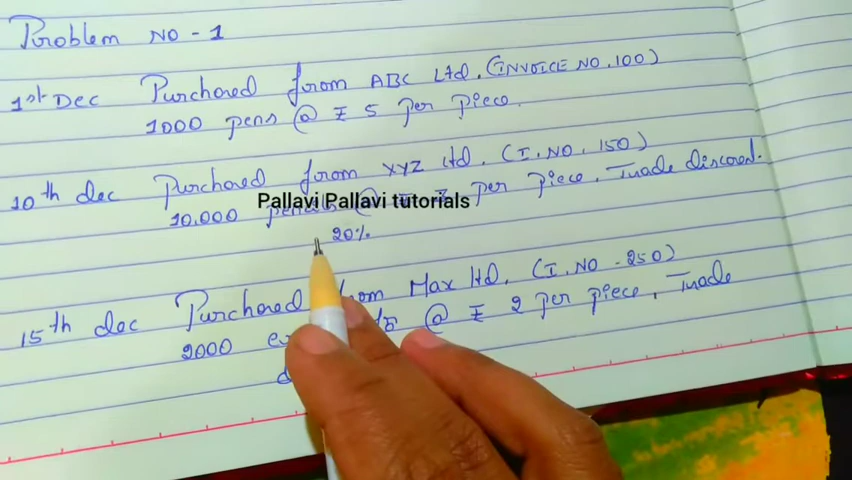 Problem NO - 1
1st Dec Purchased from ABC Ltd. (INVOICE NO. 100)
1000 pens @ ₹ 5 per piece.
10th dec Purchased from XYZ Ltd. (I. NO. 150)
10,000 @ per piece. Trade discount.
Pallavi Pallavi tutorials
20%
15th dec Purchased from Max Ltd. (I. NO - 250)
2000 @ ₹ 2 per piece, Trade